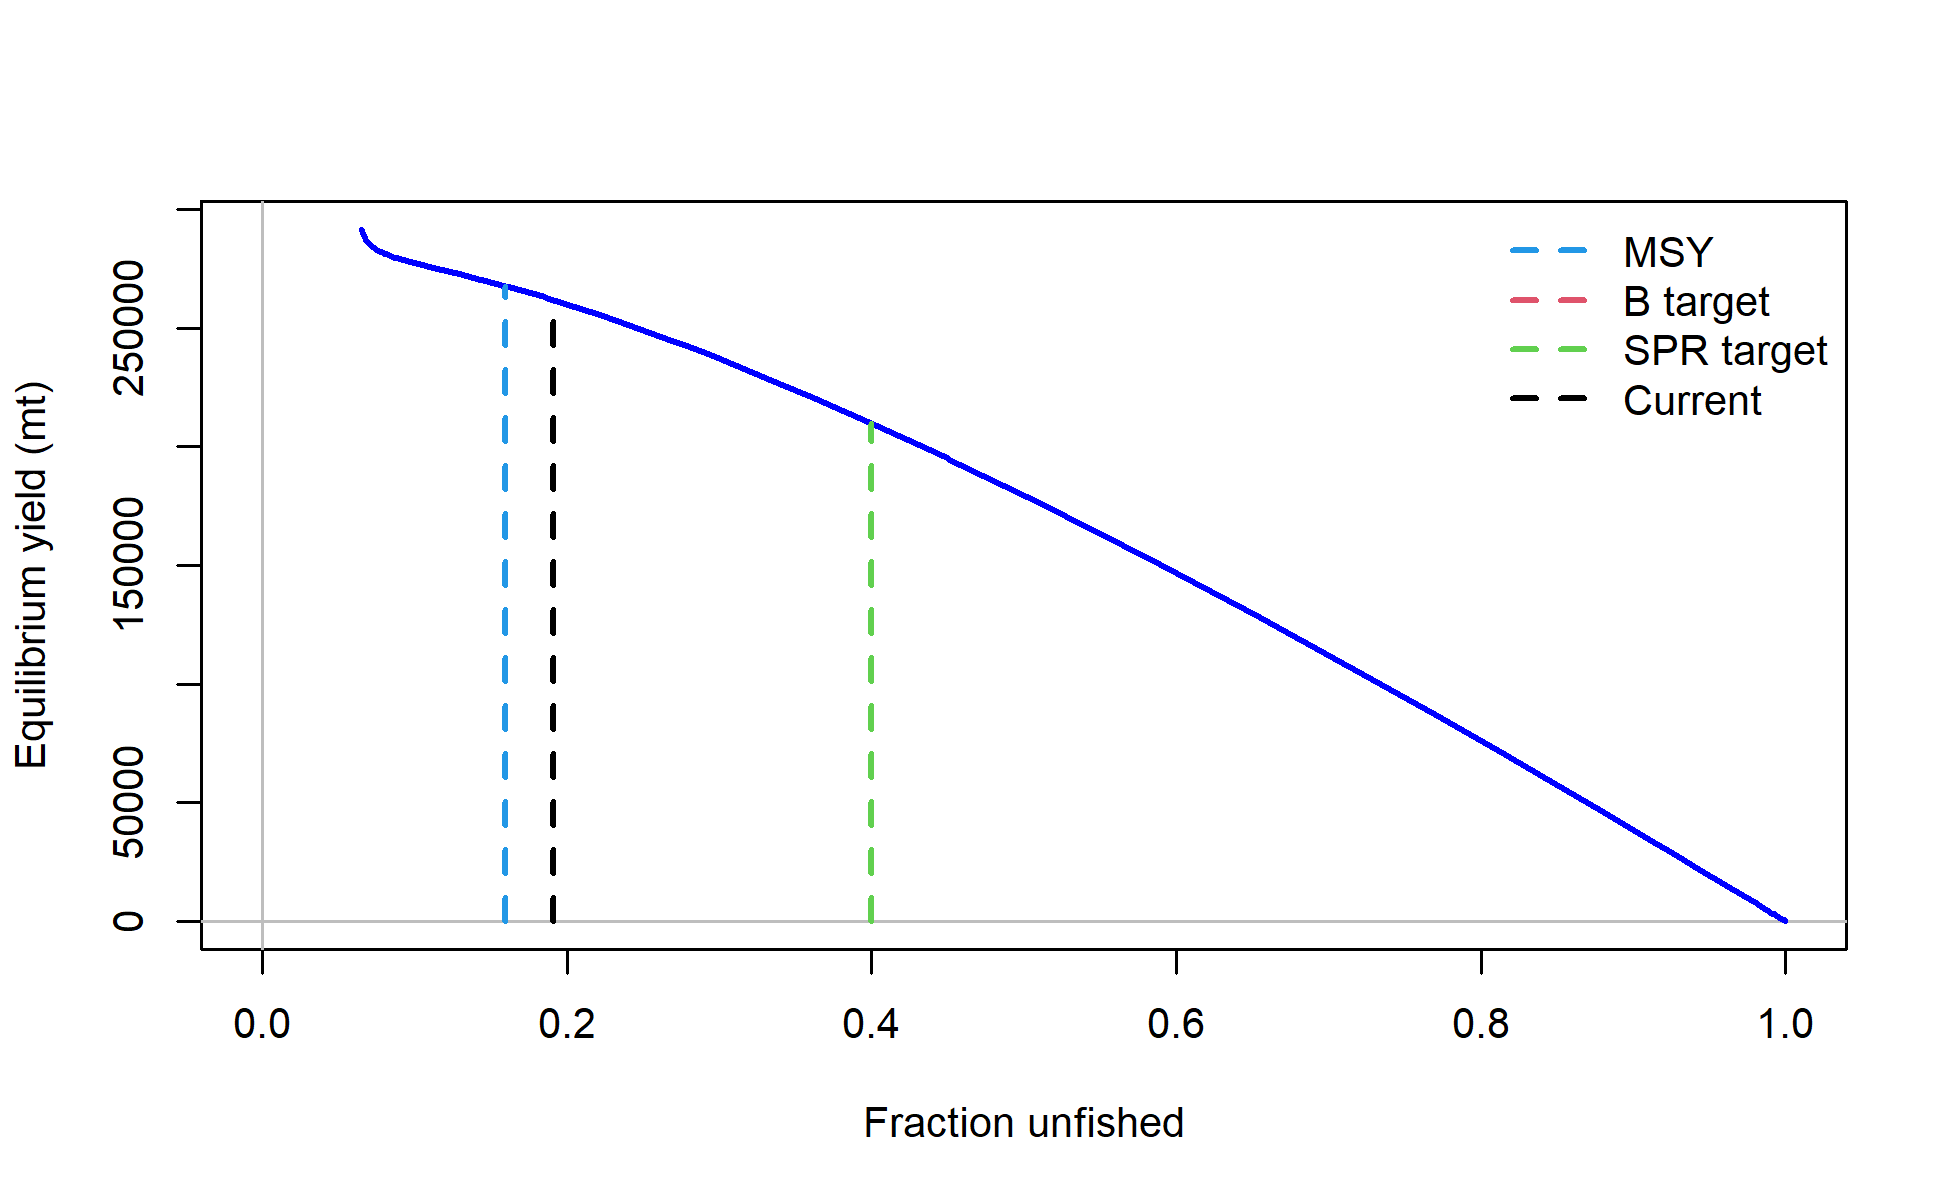 Equilibrium yield (mt)
250000
150000
50000
0
MSY
B target
SPR target
Current
0.0 0.2 0.4 0.6 0.8 1.0
Fraction unfished